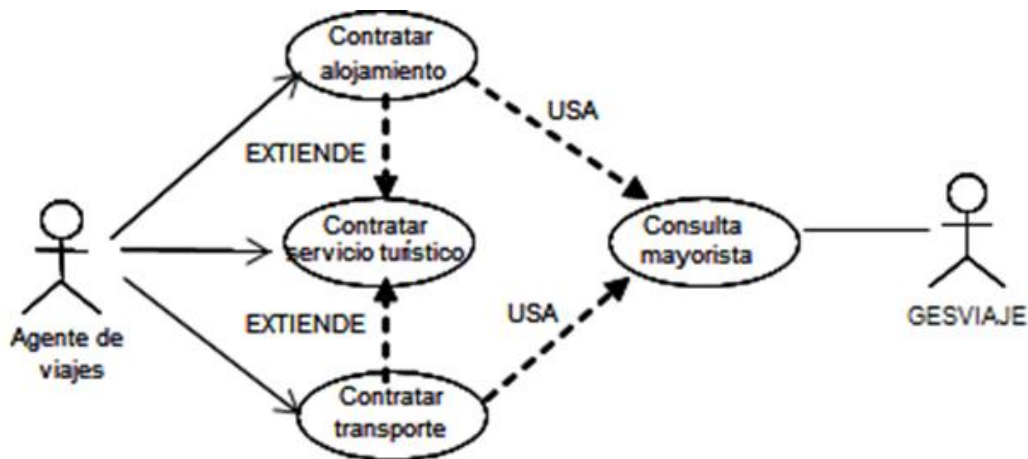 Contratar
alojamiento
USA
EXTIENDE
Contratar
servicio turístico
Consulta
mayorista
EXTIENDE
USA
Agente de
viajes
GESVIAJE
Contratar
transporte